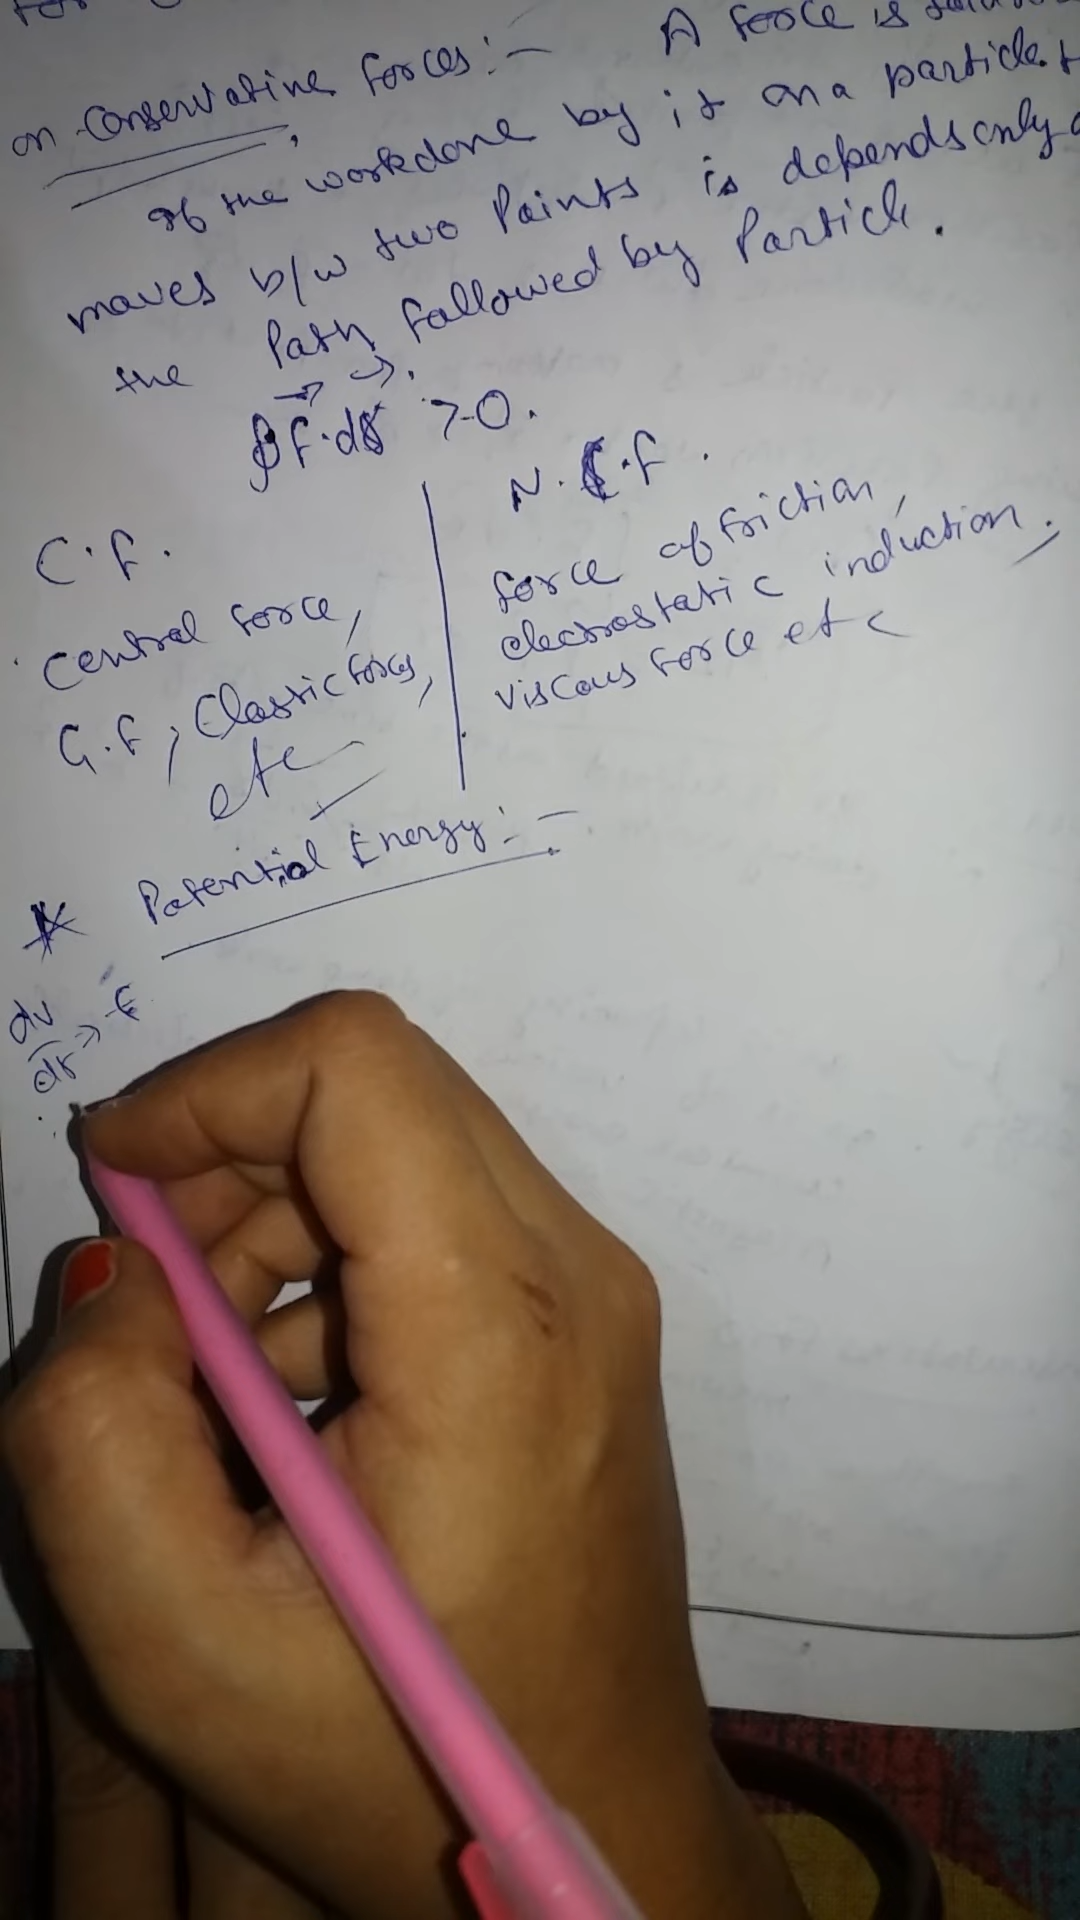 A force is
on-conservative forces:-
If the workdone by it on a particle
moves b/w two Points is depends only
the Path followed by Particle.
∮F·ds >0.
C.F.
Central force,
G.F, Elastic forces,
etc
N.C.F.
force of friction,
electrostatic induction,
viscous force etc
* Potential Energy:-
dv
dr